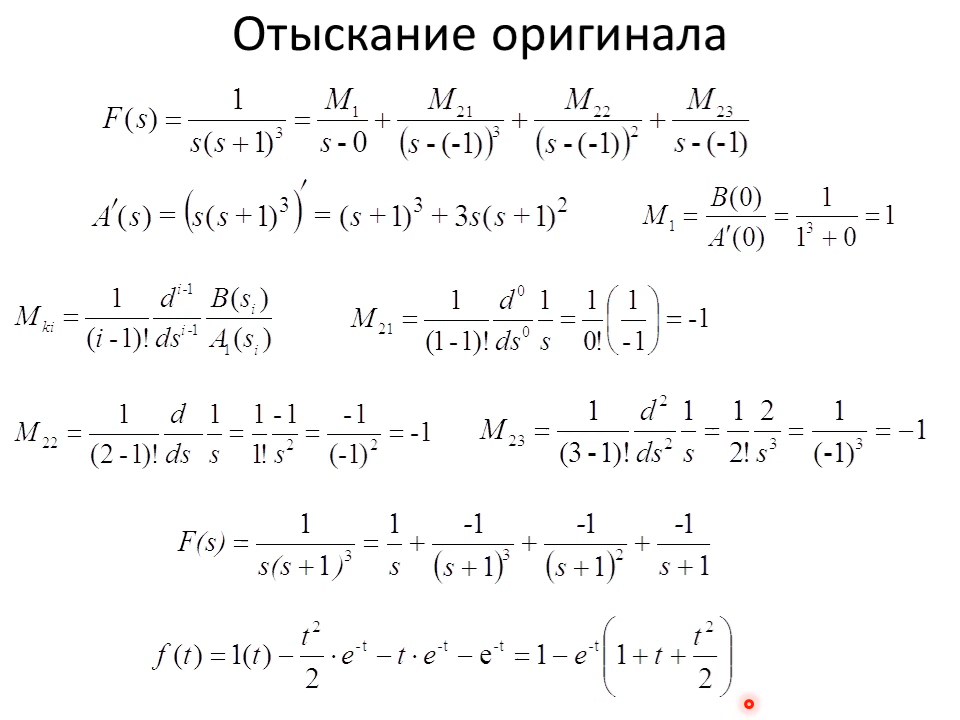 Отыскание оригинала
F(s) = 1/(s(s + 1)^3) = M_1/(s - 0) + M_21/(s - (-1))^3 + M_22/(s - (-1))^2 + M_23/(s - (-1))
A′(s) = (s(s + 1)^3)′ = (s + 1)^3 + 3s(s + 1)^2    M_1 = B(0)/A′(0) = 1/(1^3 + 0) = 1
M_ki = 1/(i - 1)! d^(i-1)/ds^(i-1) B(s_i)/A_1(s_i)    M_21 = 1/(1 - 1)! d^0/ds^0 1/s = 1/0! (1/-1) = -1
M_22 = 1/(2 - 1)! d/ds 1/s = 1/1! -1/s^2 = -1/(-1)^2 = -1    M_23 = 1/(3 - 1)! d^2/ds^2 1/s = 1/2! 2/s^3 = 1/(-1)^3 = −1
F(s) = 1/(s(s + 1)^3) = 1/s + -1/(s + 1)^3 + -1/(s + 1)^2 + -1/(s + 1)
f(t) = 1(t) − t^2/2 · e^-t − t · e^-t − e^-t = 1 − e^-t (1 + t + t^2/2)